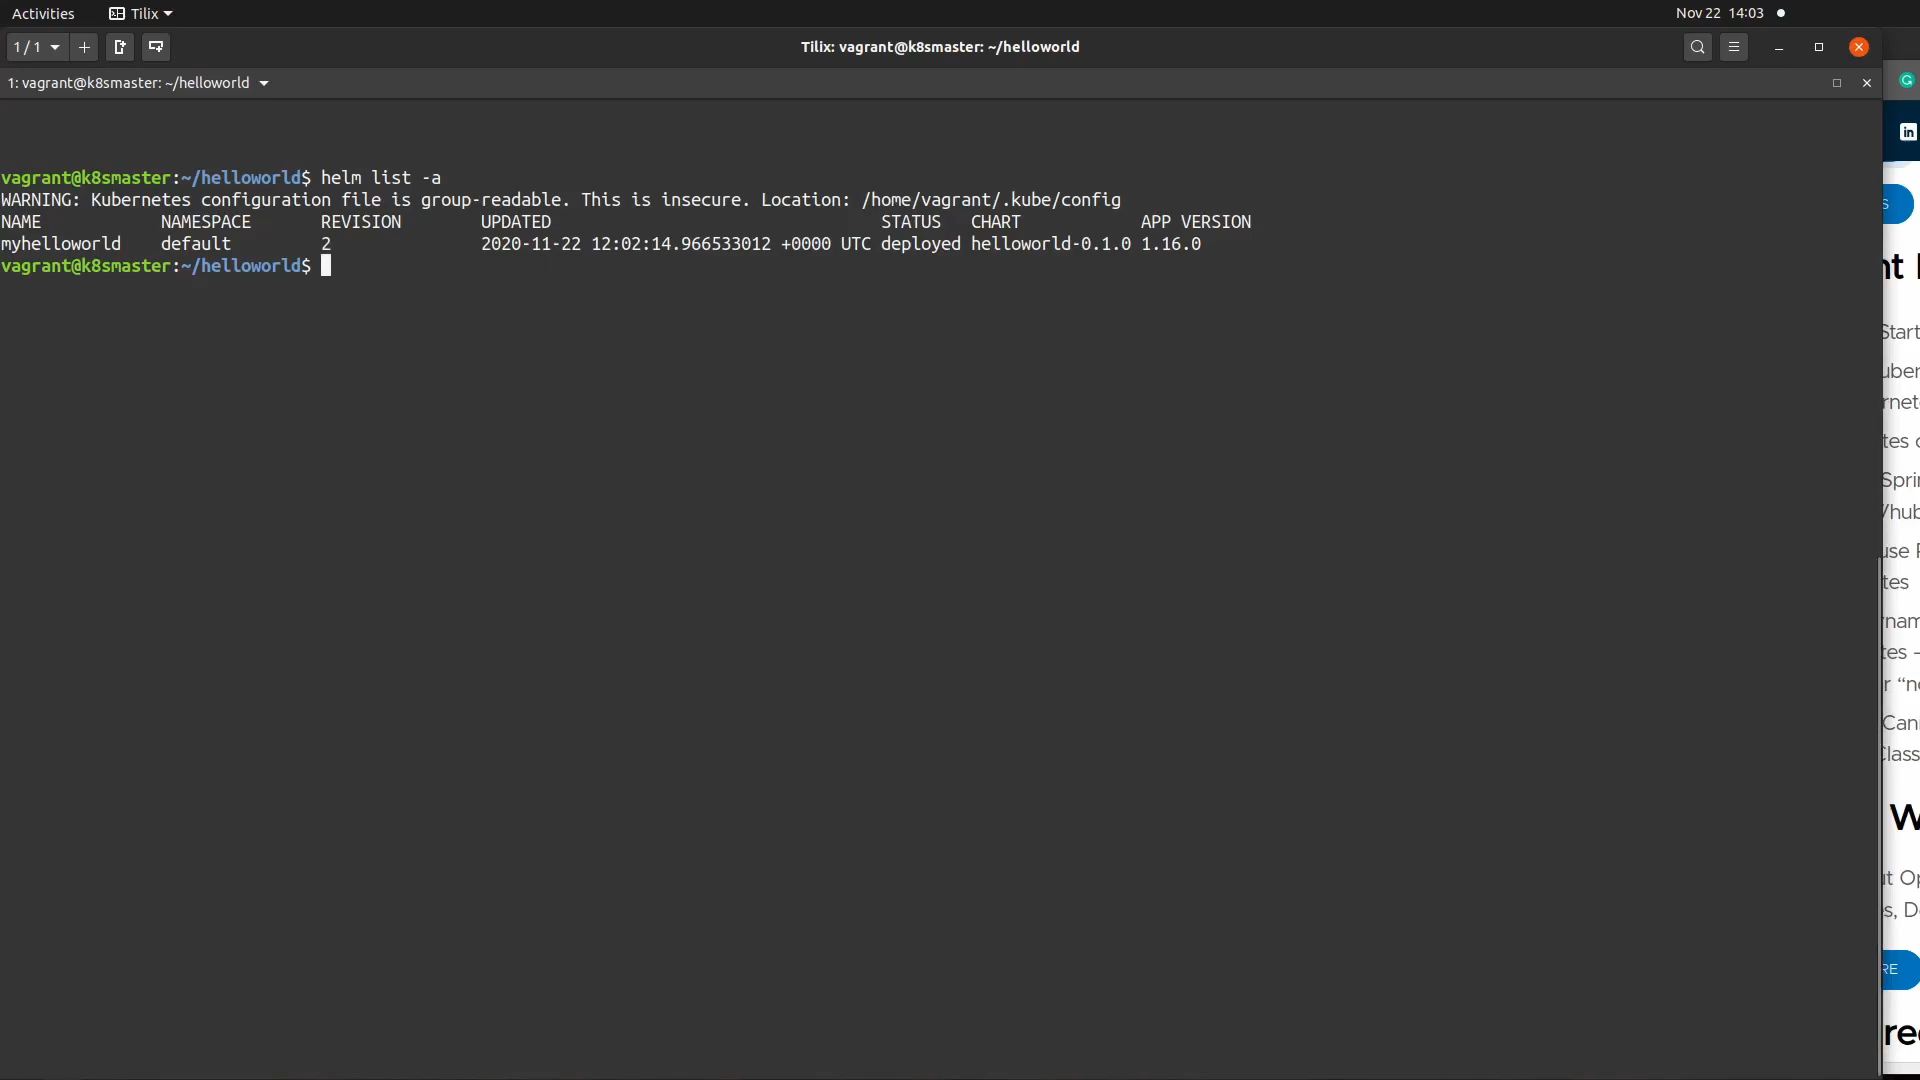 Activities Tilix Nov 22 14:03
1 / 1 Tilix: vagrant@k8smaster: ~/helloworld
1: vagrant@k8smaster: ~/helloworld
vagrant@k8smaster:~/helloworld$ helm list -a
WARNING: Kubernetes configuration file is group-readable. This is insecure. Location: /home/vagrant/.kube/config
NAME NAMESPACE REVISION UPDATED STATUS CHART APP VERSION
myhelloworld default 2 2020-11-22 12:02:14.966533012 +0000 UTC deployed helloworld-0.1.0 1.16.0
vagrant@k8smaster:~/helloworld$
in